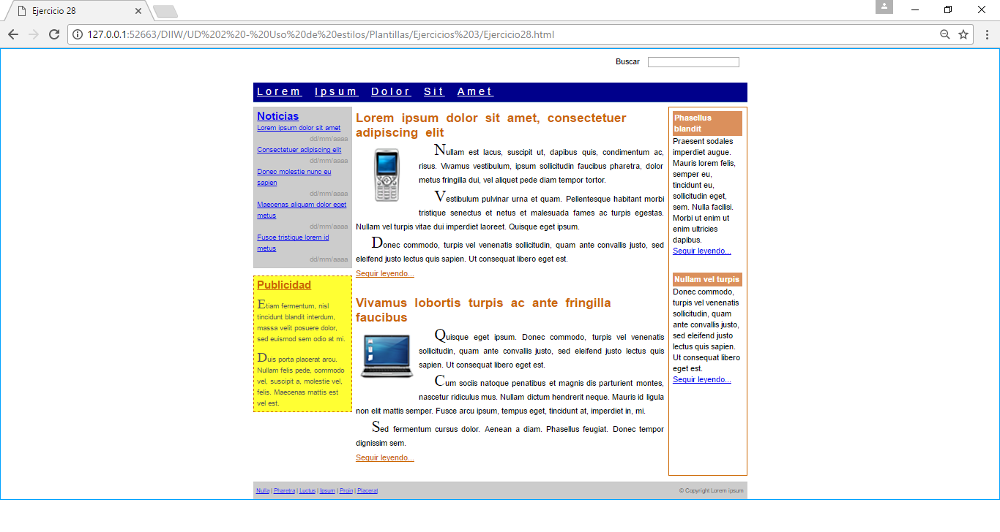 Ejercicio 28
127.0.0.1:52663/DIIW/UD%202%20-%20Uso%20de%20estilos/Plantillas/Ejercicios%203/Ejercicio28.html
Buscar
Lorem Ipsum Dolor Sit Amet
Noticias
Lorem ipsum dolor sit amet
dd/mm/aaaa
Consectetuer adipiscing elit
dd/mm/aaaa
Donec molestie nunc eu
sapien
dd/mm/aaaa
Maecenas aliquam dolor eget
metus
dd/mm/aaaa
Fusce tristique lorem id
metus
dd/mm/aaaa
Publicidad
Etiam fermentum, nisl
tincidunt blandit interdum,
massa velit posuere dolor,
sed euismod sem odio at mi.
Duis porta placerat arcu.
Nullam felis pede, commodo
vel, suscipit a, molestie vel,
felis. Maecenas mattis est
vel est.
Lorem ipsum dolor sit amet, consectetuer
adipiscing elit
Nullam est lacus, suscipit ut, dapibus quis, condimentum ac,
risus. Vivamus vestibulum, ipsum sollicitudin faucibus pharetra, dolor
metus fringilla dui, vel aliquet pede diam tempor tortor.
Vestibulum pulvinar urna et quam. Pellentesque habitant morbi
tristique senectus et netus et malesuada fames ac turpis egestas.
Nullam vel turpis vitae dui imperdiet laoreet. Quisque eget ipsum.
Donec commodo, turpis vel venenatis sollicitudin, quam ante convallis justo, sed
eleifend justo lectus quis sapien. Ut consequat libero eget est.
Seguir leyendo...
Vivamus lobortis turpis ac ante fringilla
faucibus
Quisque eget ipsum. Donec commodo, turpis vel venenatis
sollicitudin, quam ante convallis justo, sed eleifend justo lectus quis
sapien. Ut consequat libero eget est.
Cum sociis natoque penatibus et magnis dis parturient montes,
nascetur ridiculus mus. Nullam dictum hendrerit neque. Mauris id ligula
non elit mattis semper. Fusce arcu ipsum, tempus eget, tincidunt at, imperdiet in, mi.
Sed fermentum cursus dolor. Aenean a diam. Phasellus feugiat. Donec tempor
dignissim sem.
Seguir leyendo...
Phasellus
blandit
Praesent sodales
imperdiet augue.
Mauris lorem felis,
semper eu,
tincidunt eu,
sollicitudin eget,
sem. Nulla facilisi.
Morbi ut enim ut
enim ultricies
dapibus.
Seguir leyendo...
Nullam vel turpis
Donec commodo,
turpis vel venenatis
sollicitudin, quam
ante convallis justo,
sed eleifend justo
lectus quis sapien.
Ut consequat libero
eget est.
Seguir leyendo...
Nulla | Pharetra | Luctus | Ipsum | Proin | Placerat
© Copyright Lorem ipsum